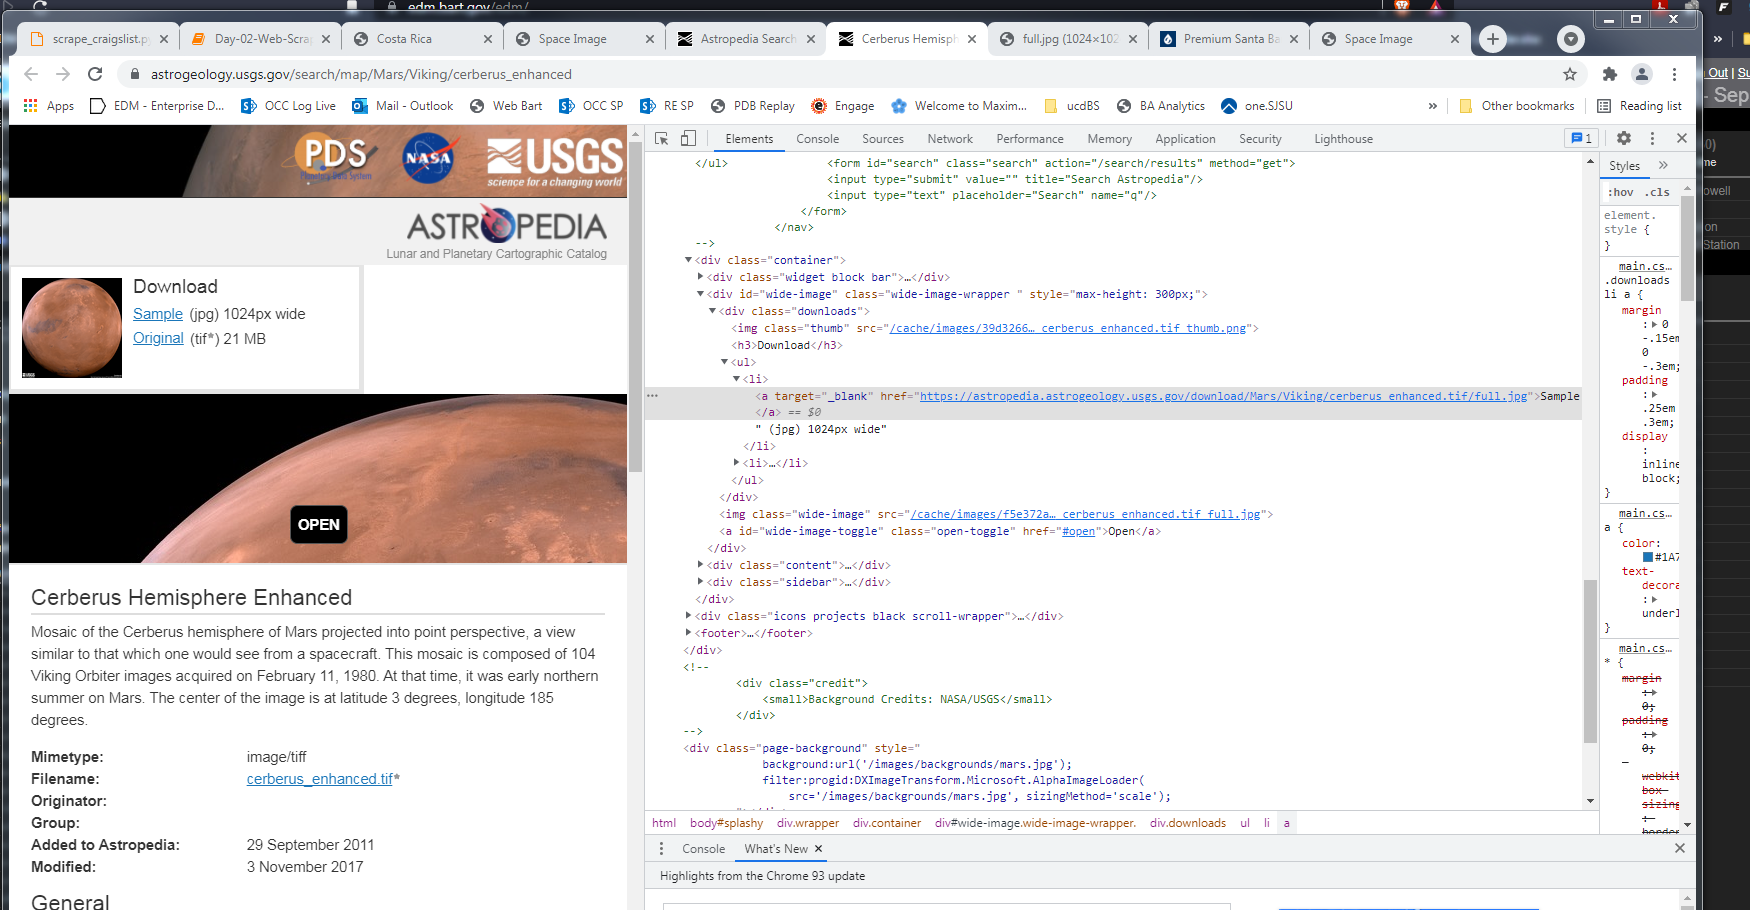 edm.bart.gov/edm/
scrape_craigslist.p
Day-02-Web-Scra
Costa Rica
Space Image
Astropedia Search
Cerberus Hemisph
full.jpg (1024×102
Premium Santa Ba
Space Image
astrogeology.usgs.gov/search/map/Mars/Viking/cerberus_enhanced
Apps
EDM - Enterprise D...
OCC Log Live
Mail - Outlook
Web Bart
OCC SP
RE SP
PDB Replay
Engage
Welcome to Maxim...
ucdBS
BA Analytics
one.SJSU
»
Other bookmarks
Reading list
Out | Su
- Sep
PDS
Planetary Data System
NASA
USGS
science for a changing world
ASTROPEDIA
Lunar and Planetary Cartographic Catalog
Download
Sample (jpg) 1024px wide
Original (tif*) 21 MB
USGS
OPEN
Cerberus Hemisphere Enhanced
Mosaic of the Cerberus hemisphere of Mars projected into point perspective, a view
similar to that which one would see from a spacecraft. This mosaic is composed of 104
Viking Orbiter images acquired on February 11, 1980. At that time, it was early northern
summer on Mars. The center of the image is at latitude 3 degrees, longitude 185
degrees.
Mimetype: image/tiff
Filename: cerberus_enhanced.tif*
Originator:
Group:
Added to Astropedia: 29 September 2011
Modified: 3 November 2017
General
Elements Console Sources Network Performance Memory Application Security Lighthouse 1
</ul> <form id="search" class="search" action="/search/results" method="get">
<input type="submit" value="" title="Search Astropedia"/>
<input type="text" placeholder="Search" name="q"/>
</form>
</nav>
-->
<div class="container">
<div class="widget block bar">…</div>
<div id="wide-image" class="wide-image-wrapper " style="max-height: 300px;">
<div class="downloads">
<img class="thumb" src="/cache/images/39d3266…_cerberus_enhanced.tif_thumb.png">
<h3>Download</h3>
<ul>
<li>
… <a target="_blank" href="https://astropedia.astrogeology.usgs.gov/download/Mars/Viking/cerberus_enhanced.tif/full.jpg">Sample
</a> == $0
" (jpg) 1024px wide"
</li>
<li>…</li>
</ul>
</div>
<img class="wide-image" src="/cache/images/f5e372a…_cerberus_enhanced.tif_full.jpg">
<a id="wide-image-toggle" class="open-toggle" href="#open">Open</a>
</div>
<div class="content">…</div>
<div class="sidebar">…</div>
</div>
<div class="icons projects black scroll-wrapper">…</div>
<footer>…</footer>
</div>
<!--
<div class="credit">
<small>Background Credits: NASA/USGS</small>
</div>
-->
<div class="page-background" style="
background:url('/images/backgrounds/mars.jpg');
filter:progid:DXImageTransform.Microsoft.AlphaImageLoader(
src='/images/backgrounds/mars.jpg', sizingMethod='scale');
html body#splashy div.wrapper div.container div#wide-image.wide-image-wrapper. div.downloads ul li a
Styles »
:hov .cls
element.
style {
}
main.cs…
.downloads
li a {
margin
: 0
-.15em
0
-.3em;
padding
:
.25em
.3em;
display
:
inline
block;
}
main.cs…
a {
color:
#1A7
text-
decora
:
underl
}
main.cs…
* {
margin
:
0;
padding
:
0;
-
webkit
box-
sizing
:
border
Console What's New
Highlights from the Chrome 93 update
me
owell
on
Station